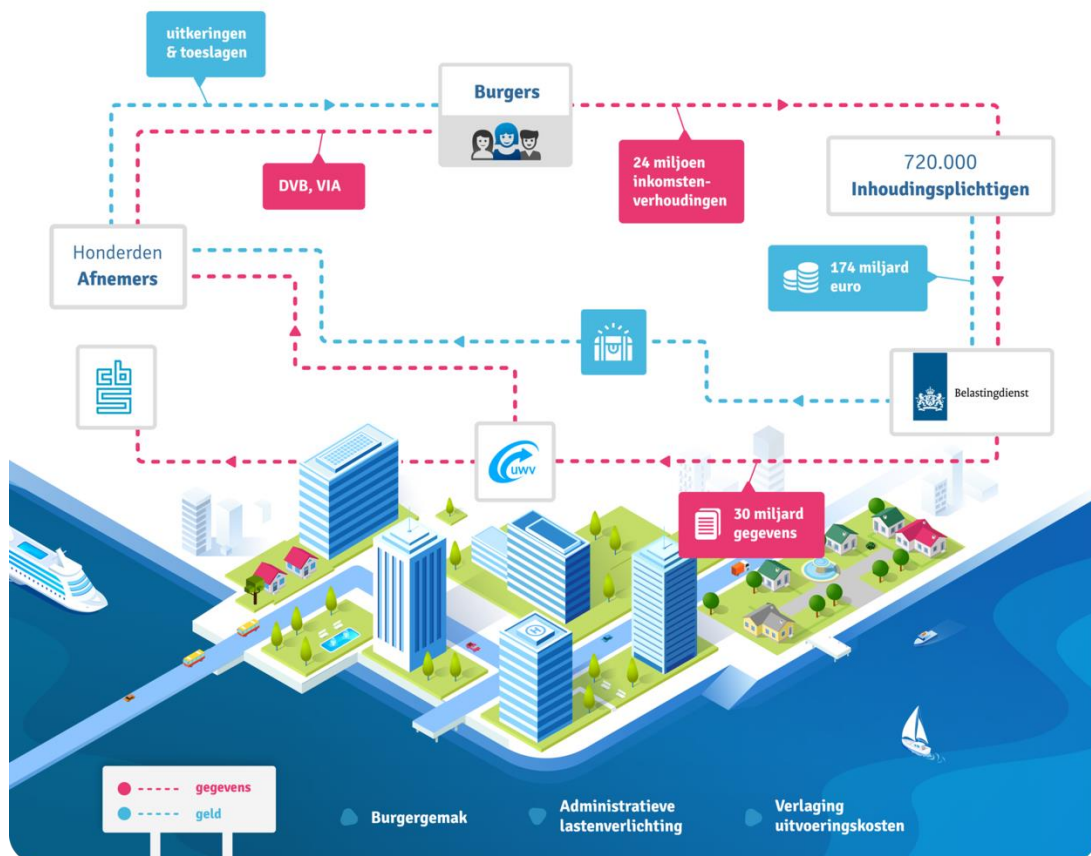 uitkeringen
& toeslagen
Burgers
DVB, VIA
24 miljoen
inkomsten-
verhoudingen
720.000
Inhoudingsplichtigen
Honderden
Afnemers
174 miljard
euro
cbs
Belastingdienst
UWV
30 miljard
gegevens
H
gegevens
geld
Burgergemak
Administratieve
lastenverlichting
Verlaging
uitvoeringskosten